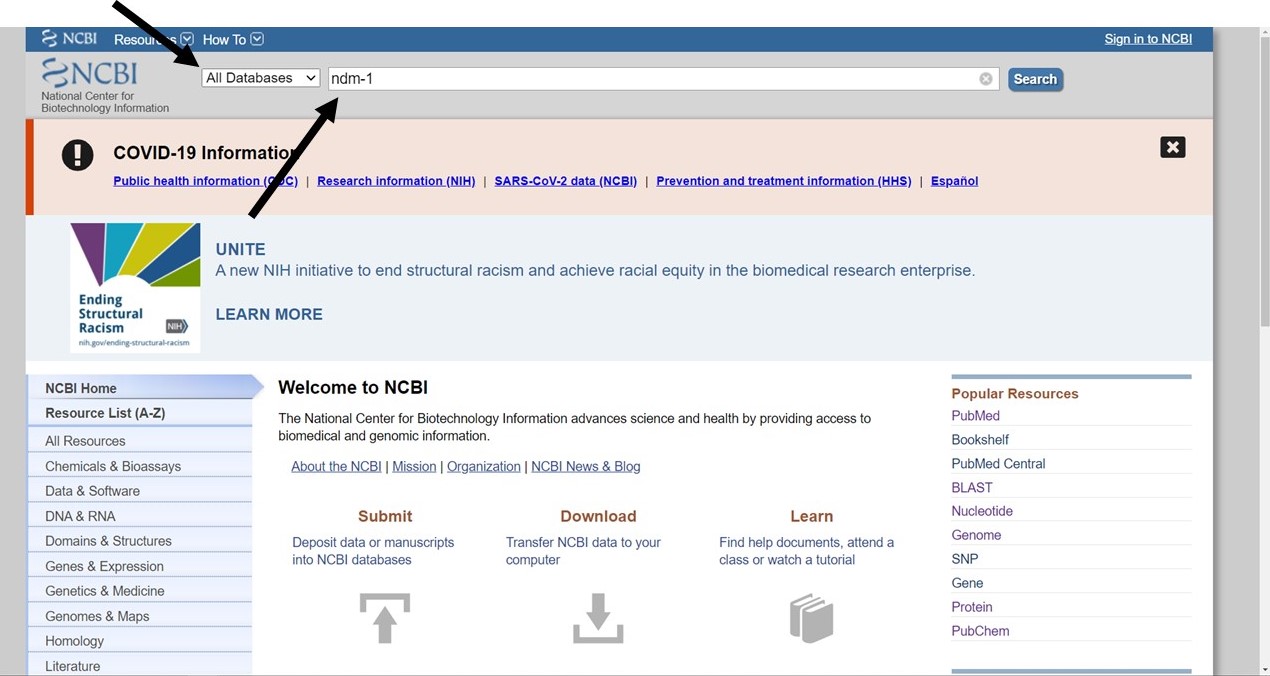 NCBI Resources How To Sign in to NCBI
NCBI
National Center for
Biotechnology Information
All Databases ndm-1 Search
COVID-19 Information
Public health information (CDC) | Research information (NIH) | SARS-CoV-2 data (NCBI) | Prevention and treatment information (HHS) | Español
UNITE
A new NIH initiative to end structural racism and achieve racial equity in the biomedical research enterprise.
LEARN MORE
Ending
Structural
Racism
NIH
nih.gov/ending-structural-racism
NCBI Home
Resource List (A-Z)
All Resources
Chemicals & Bioassays
Data & Software
DNA & RNA
Domains & Structures
Genes & Expression
Genetics & Medicine
Genomes & Maps
Homology
Literature
Welcome to NCBI
The National Center for Biotechnology Information advances science and health by providing access to
biomedical and genomic information.
About the NCBI | Mission | Organization | NCBI News & Blog
Submit
Deposit data or manuscripts
into NCBI databases
Download
Transfer NCBI data to your
computer
Learn
Find help documents, attend a
class or watch a tutorial
Popular Resources
PubMed
Bookshelf
PubMed Central
BLAST
Nucleotide
Genome
SNP
Gene
Protein
PubChem